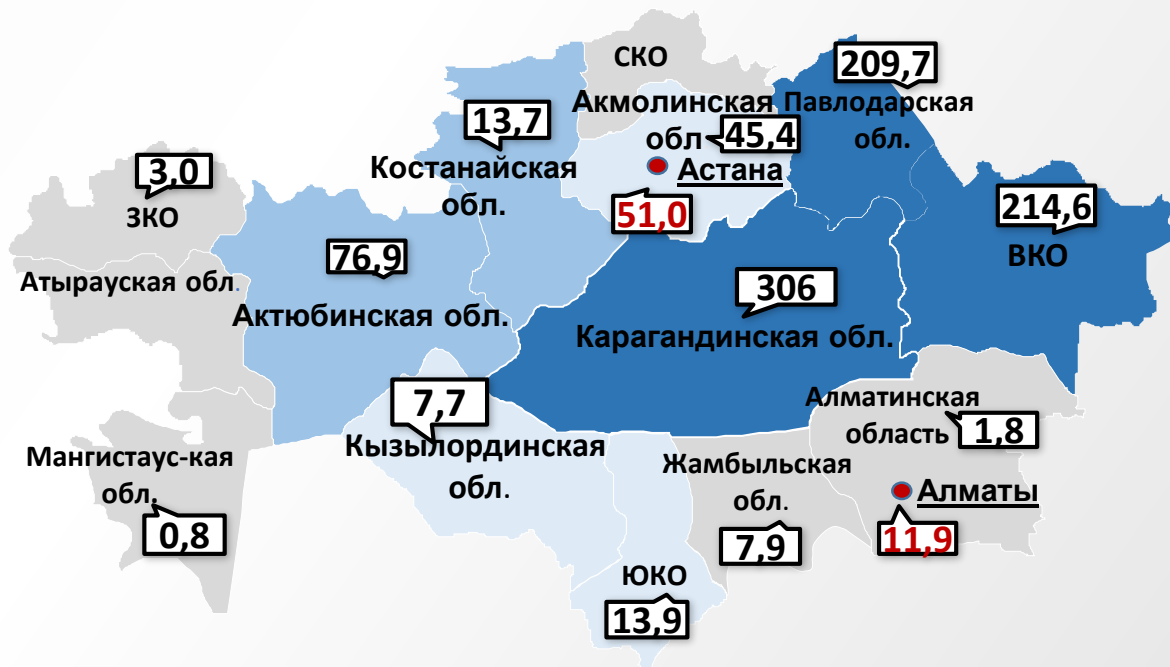 СКО
209,7
Акмолинская
обл
45,4
Павлодарская
обл.
13,7
Костанайская
обл.
Астана
51,0
3,0
ЗКО
214,6
ВКО
Атырауская обл.
76,9
Актюбинская обл.
306
Карагандинская обл.
7,7
Кызылординская
обл.
Алматинская
область
1,8
Мангистаус-кая
обл.
0,8
Жамбыльская
обл.
7,9
Алматы
11,9
ЮКО
13,9